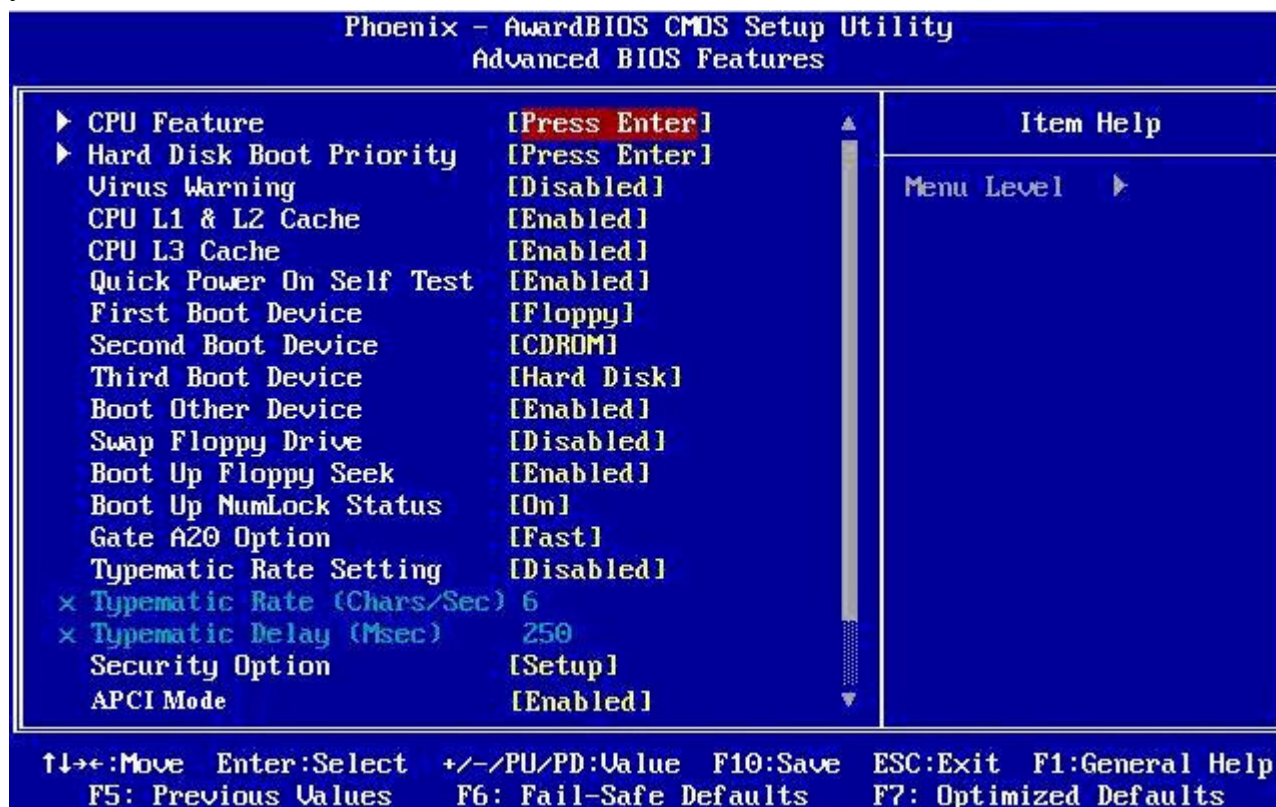 Phoenix - AwardBIOS CMOS Setup Utility
Advanced BIOS Features
▶ CPU Feature [Press Enter]
▶ Hard Disk Boot Priority [Press Enter]
Virus Warning [Disabled]
CPU L1 & L2 Cache [Enabled]
CPU L3 Cache [Enabled]
Quick Power On Self Test [Enabled]
First Boot Device [Floppy]
Second Boot Device [CDROM]
Third Boot Device [Hard Disk]
Boot Other Device [Enabled]
Swap Floppy Drive [Disabled]
Boot Up Floppy Seek [Enabled]
Boot Up NumLock Status [On]
Gate A20 Option [Fast]
Typematic Rate Setting [Disabled]
x Typematic Rate (Chars/Sec) 6
x Typematic Delay (Msec) 250
Security Option [Setup]
APCI Mode [Enabled]
Item Help
Menu Level ▶
↑↓→←:Move Enter:Select +/-/PU/PD:Value F10:Save ESC:Exit F1:General Help
F5: Previous Values F6: Fail-Safe Defaults F7: Optimized Defaults